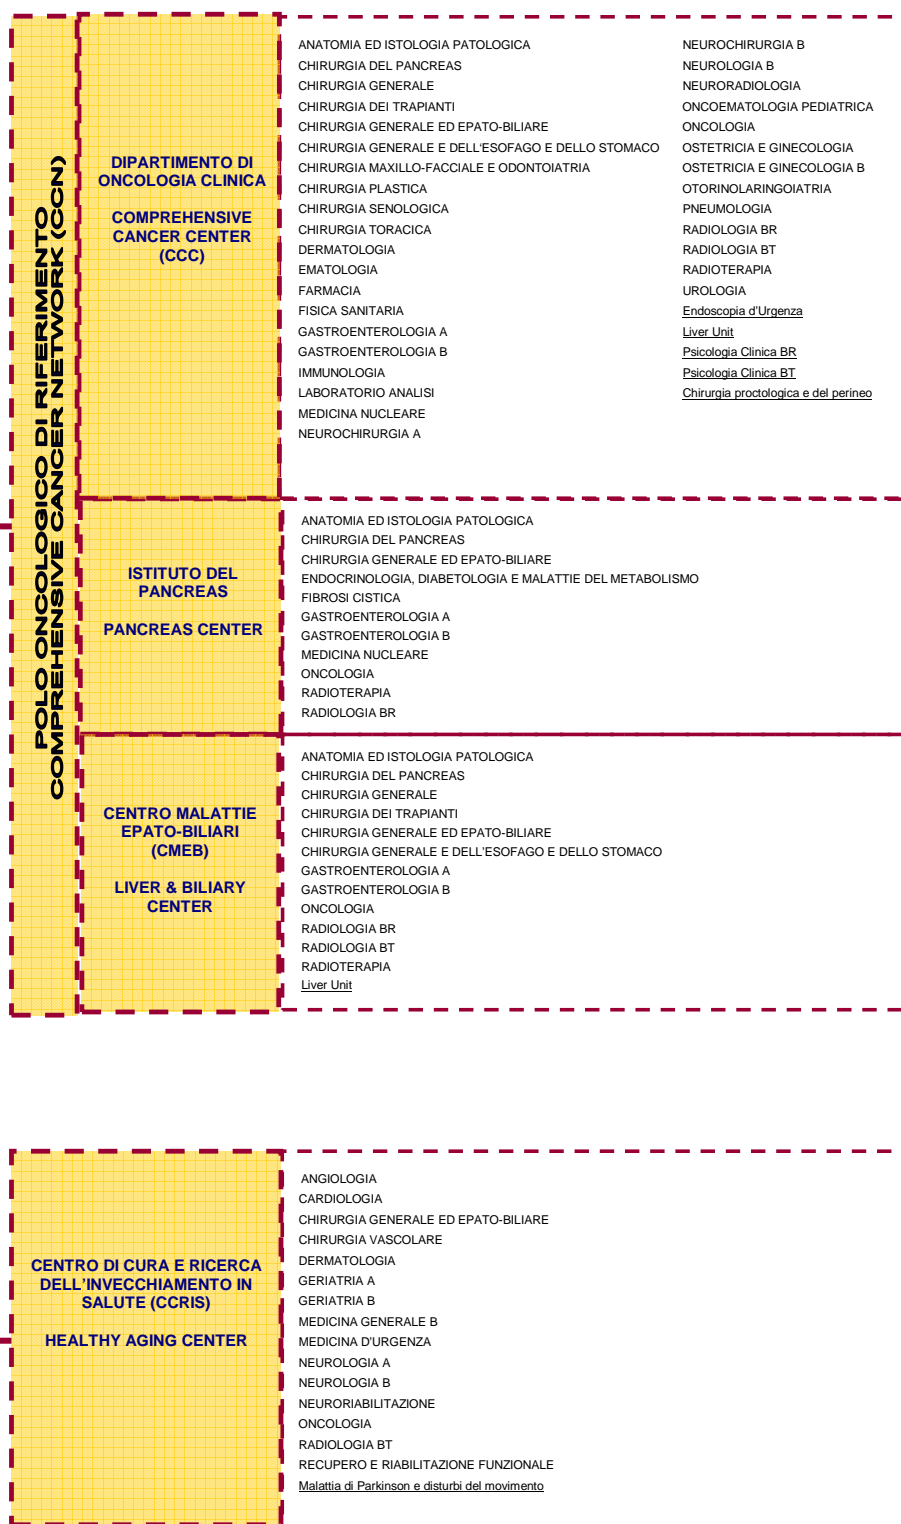 POLO ONCOLOGICO DI RIFERIMENTO
COMPREHENSIVE CANCER NETWORK (CCN)
DIPARTIMENTO DI
ONCOLOGIA CLINICA
COMPREHENSIVE
CANCER CENTER
(CCC)
ANATOMIA ED ISTOLOGIA PATOLOGICA
CHIRURGIA DEL PANCREAS
CHIRURGIA GENERALE
CHIRURGIA DEI TRAPIANTI
CHIRURGIA GENERALE ED EPATO-BILIARE
CHIRURGIA GENERALE E DELL'ESOFAGO E DELLO STOMACO
CHIRURGIA MAXILLO-FACCIALE E ODONTOIATRIA
CHIRURGIA PLASTICA
CHIRURGIA SENOLOGICA
CHIRURGIA TORACICA
DERMATOLOGIA
EMATOLOGIA
FARMACIA
FISICA SANITARIA
GASTROENTEROLOGIA A
GASTROENTEROLOGIA B
IMMUNOLOGIA
LABORATORIO ANALISI
MEDICINA NUCLEARE
NEUROCHIRURGIA A
NEUROCHIRURGIA B
NEUROLOGIA B
NEURORADIOLOGIA
ONCOEMATOLOGIA PEDIATRICA
ONCOLOGIA
OSTETRICIA E GINECOLOGIA
OSTETRICIA E GINECOLOGIA B
OTORINOLARINGOIATRIA
PNEUMOLOGIA
RADIOLOGIA BR
RADIOLOGIA BT
RADIOTERAPIA
UROLOGIA
Endoscopia d'Urgenza
Liver Unit
Psicologia Clinica BR
Psicologia Clinica BT
Chirurgia proctologica e del perineo
ISTITUTO DEL
PANCREAS
PANCREAS CENTER
ANATOMIA ED ISTOLOGIA PATOLOGICA
CHIRURGIA DEL PANCREAS
CHIRURGIA GENERALE ED EPATO-BILIARE
ENDOCRINOLOGIA, DIABETOLOGIA E MALATTIE DEL METABOLISMO
FIBROSI CISTICA
GASTROENTEROLOGIA A
GASTROENTEROLOGIA B
MEDICINA NUCLEARE
ONCOLOGIA
RADIOTERAPIA
RADIOLOGIA BR
CENTRO MALATTIE
EPATO-BILIARI
(CMEB)
LIVER & BILIARY
CENTER
ANATOMIA ED ISTOLOGIA PATOLOGICA
CHIRURGIA DEL PANCREAS
CHIRURGIA GENERALE
CHIRURGIA DEI TRAPIANTI
CHIRURGIA GENERALE ED EPATO-BILIARE
CHIRURGIA GENERALE E DELL'ESOFAGO E DELLO STOMACO
GASTROENTEROLOGIA A
GASTROENTEROLOGIA B
ONCOLOGIA
RADIOLOGIA BR
RADIOLOGIA BT
RADIOTERAPIA
Liver Unit
CENTRO DI CURA E RICERCA
DELL'INVECCHIAMENTO IN
SALUTE (CCRIS)
HEALTHY AGING CENTER
ANGIOLOGIA
CARDIOLOGIA
CHIRURGIA GENERALE ED EPATO-BILIARE
CHIRURGIA VASCOLARE
DERMATOLOGIA
GERIATRIA A
GERIATRIA B
MEDICINA GENERALE B
MEDICINA D'URGENZA
NEUROLOGIA A
NEUROLOGIA B
NEURORIABILITAZIONE
ONCOLOGIA
RADIOLOGIA BT
RECUPERO E RIABILITAZIONE FUNZIONALE
Malattia di Parkinson e disturbi del movimento